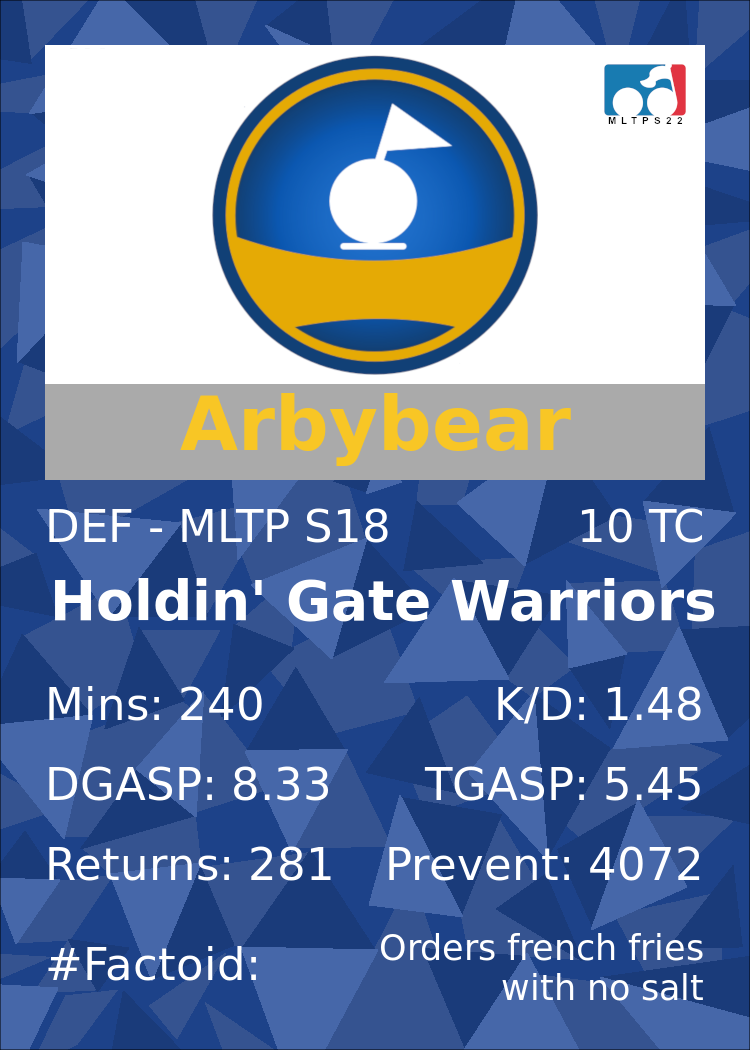 MLTPS22
Arbybear
DEF - MLTP S18 10 TC
Holdin' Gate Warriors
Mins: 240 K/D: 1.48
DGASP: 8.33 TGASP: 5.45
Returns: 281 Prevent: 4072
#Factoid: Orders french fries
with no salt